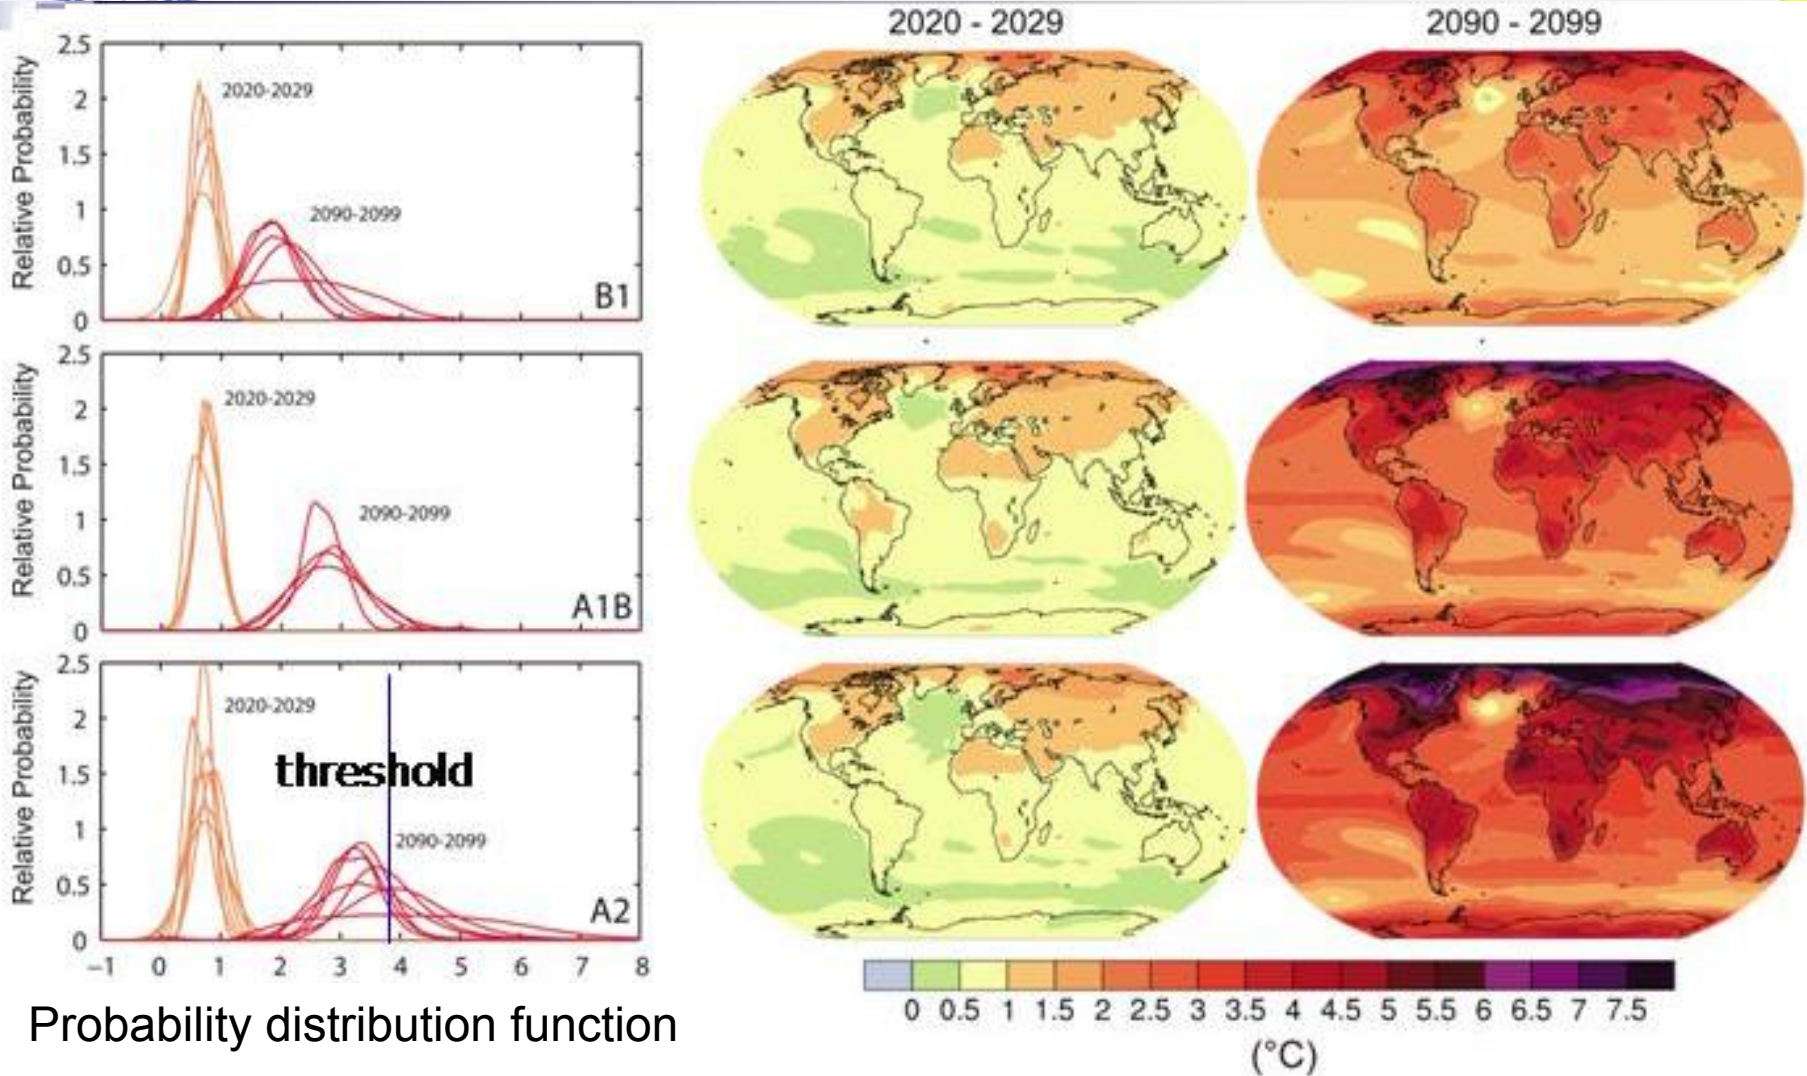 2020 - 2029
2090 - 2099
Relative Probability
2.5
2
1.5
1
0.5
0
2020-2029
2090-2099
B1
Relative Probability
2.5
2
1.5
1
0.5
0
2020-2029
2090-2099
A1B
Relative Probability
2.5
2
1.5
1
0.5
0
2020-2029
threshold
2090-2099
A2
−1 0 1 2 3 4 5 6 7 8
0 0.5 1 1.5 2 2.5 3 3.5 4 4.5 5 5.5 6 6.5 7 7.5
(°C)
Probability distribution function